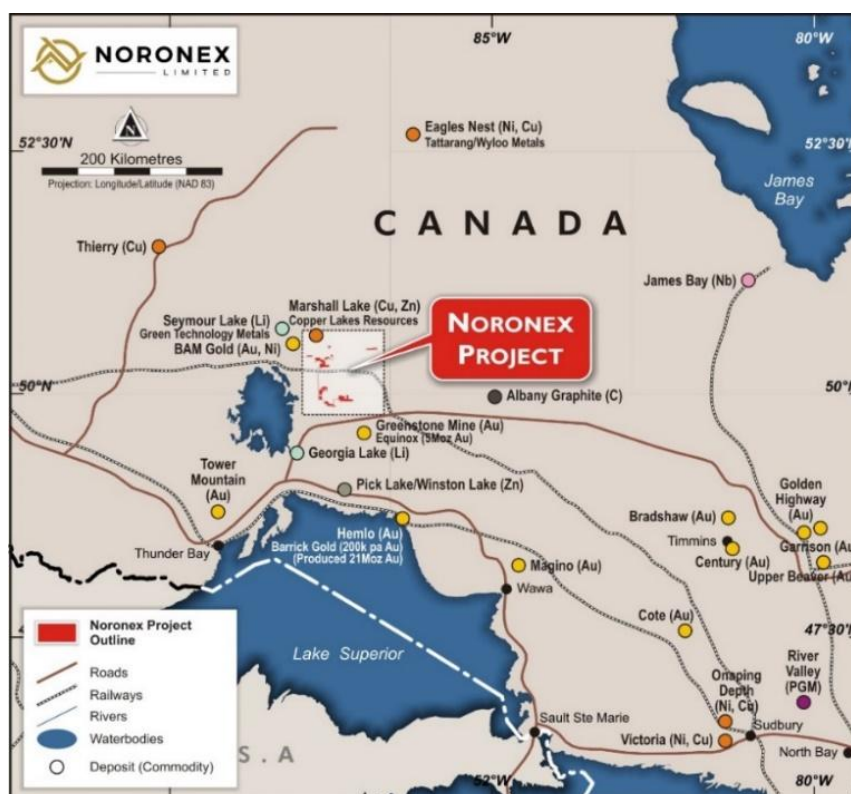 NORONEX
LIMITED
85°W
80°W
N
52°30'N
52°30'N
200 Kilometres
Projection: Longitude/Latitude (NAD 83)
Eagles Nest (Ni, Cu)
Tattarang/Wyloo Metals
James
Bay
CANADA
Thierry (Cu)
James Bay (Nb)
Marshall Lake (Cu, Zn)
Copper Lakes Resources
Seymour Lake (Li)
Green Technology Metals
BAM Gold (Au, Ni)
NORONEX
PROJECT
50°N
50°
Albany Graphite (C)
Greenstone Mine (Au)
Equinox (5Moz Au)
Georgia Lake (Li)
Tower
Mountain
(Au)
Pick Lake/Winston Lake (Zn)
Golden
Highway
(Au)
Hemlo (Au)
Barrick Gold (200k pa Au)
(Produced 21Moz Au)
Bradshaw (Au)
Timmins
Thunder Bay
Garrison (Au
Century (Au)
Upper Beaver (Au
Magino (Au)
Wawa
Cote (Au)
47°30'N
Noronex Project
Outline
Roads
Railways
Rivers
Waterbodies
Deposit (Commodity)
Lake Superior
River
Valley
(PGM)
Onaping
Depth
(Ni, Cu)
Sault Ste Marie
Victoria (Ni, Cu)
Sudbury
North Bay
S.A
52°W
80°W